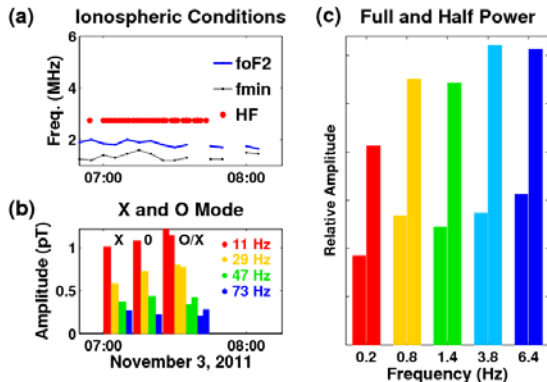 (a) Ionospheric Conditions
Freq. (MHz)
6
4
2
foF2
fmin
HF
07:00 08:00
(b) X and O Mode
Amplitude (pT)
1
0.5
0
X 0 O/X
11 Hz
29 Hz
47 Hz
73 Hz
07:00 08:00
November 3, 2011
(c) Full and Half Power
Relative Amplitude
0.2 0.8 1.4 3.8 6.4
Frequency (Hz)